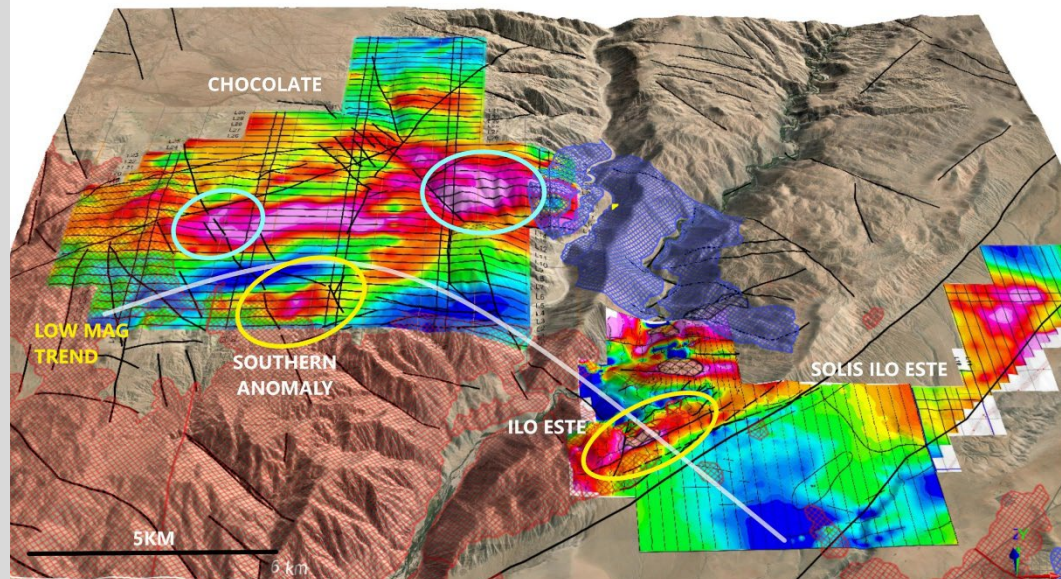 CHOCOLATE
LOW MAG
TREND
SOUTHERN
ANOMALY
SOLIS ILO ESTE
ILO ESTE
5KM
6 km
Z